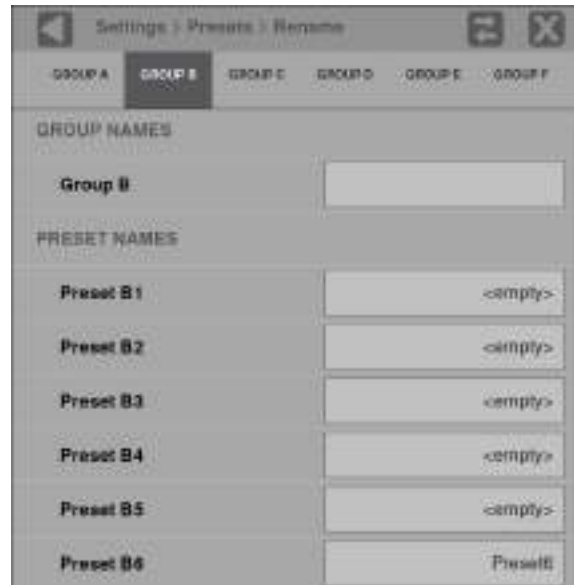 Settings > Presets > Rename
GROUP A GROUP B GROUP C GROUP D GROUP E GROUP F
GROUP NAMES
Group B
PRESET NAMES
Preset B1 <empty>
Preset B2 <empty>
Preset B3 <empty>
Preset B4 <empty>
Preset B5 <empty>
Preset B6 Preset6